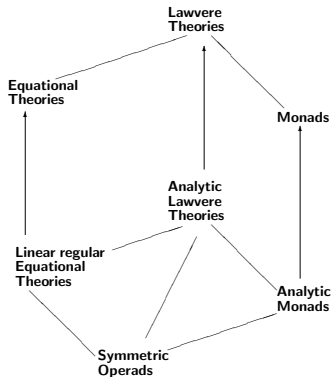 Lawvere
Theories
Equational
Theories
Monads
Analytic
Lawvere
Theories
Linear regular
Equational
Theories
Analytic
Monads
Symmetric
Operads